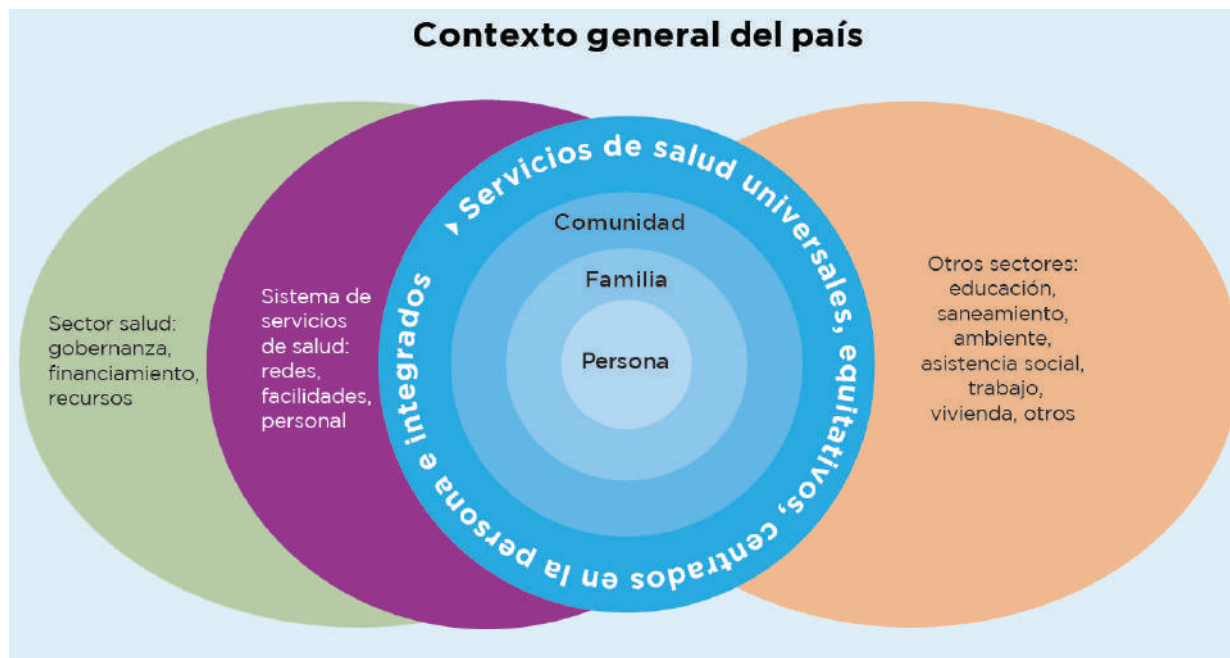 Contexto general del país
Sector salud:
gobernanza,
financiamiento,
recursos
Sistema de
servicios
de salud:
redes,
facilidades,
personal
Servicios de salud universales, equitativos, centrados en la persona e integrados
Comunidad
Familia
Persona
Otros sectores:
educación,
saneamiento,
ambiente,
asistencia social,
trabajo,
vivienda, otros